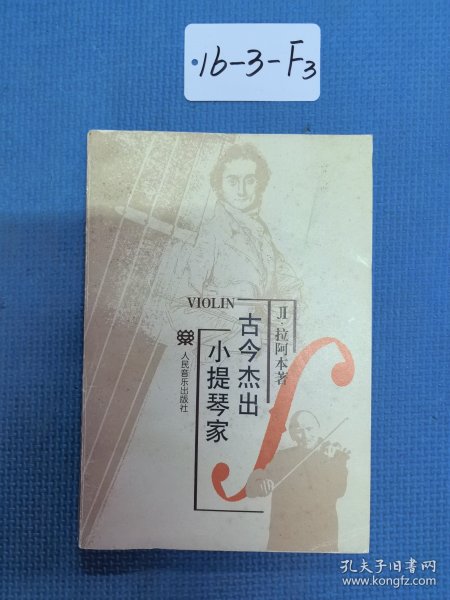 16-3-F3
VIOLIN
古今杰出
小提琴家
Л·拉阿本著
人民音乐出版社
孔夫子旧书网
www.kongfz.com